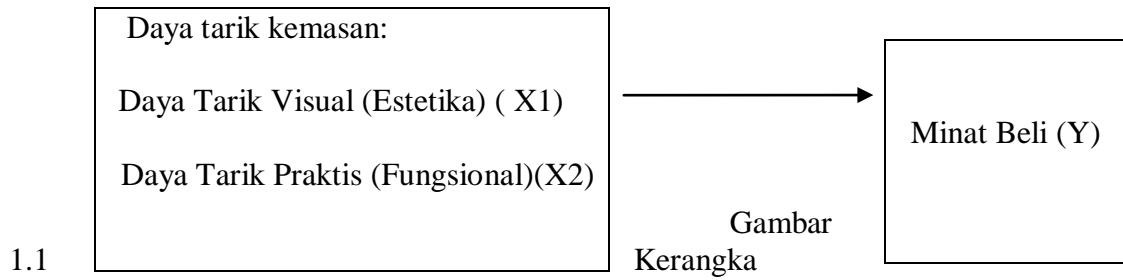 Daya tarik kemasan:
Daya Tarik Visual (Estetika) ( X1)
Daya Tarik Praktis (Fungsional)(X2)
Minat Beli (Y)
Gambar
1.1 Kerangka